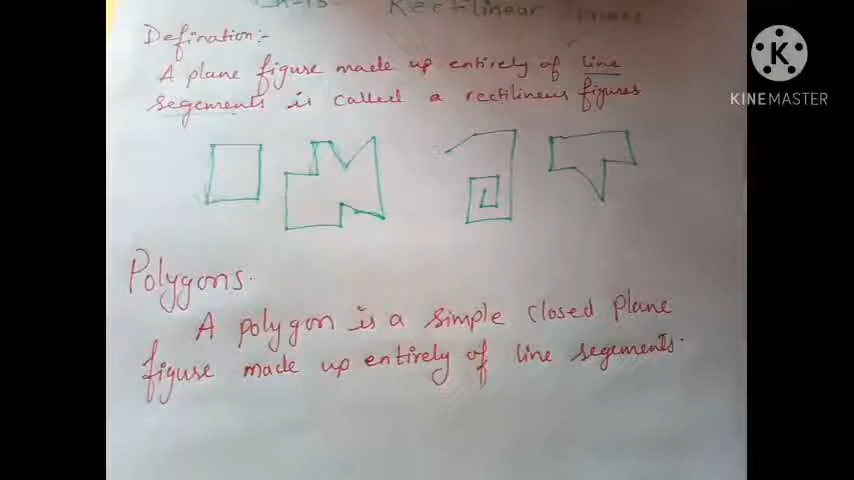 Rectilinear
Defination:-
A plane figure made up entirely of line
segements is called a rectilinear figures
Polygons.
A polygon is a simple closed plane
figure made up entirely of line segements.
K
KINEMASTER